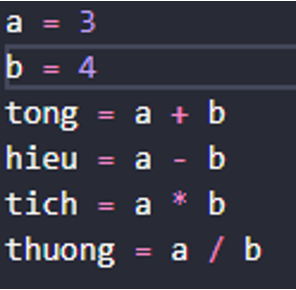 a = 3
b = 4
tong = a + b
hieu = a - b
tich = a * b
thuong = a / b